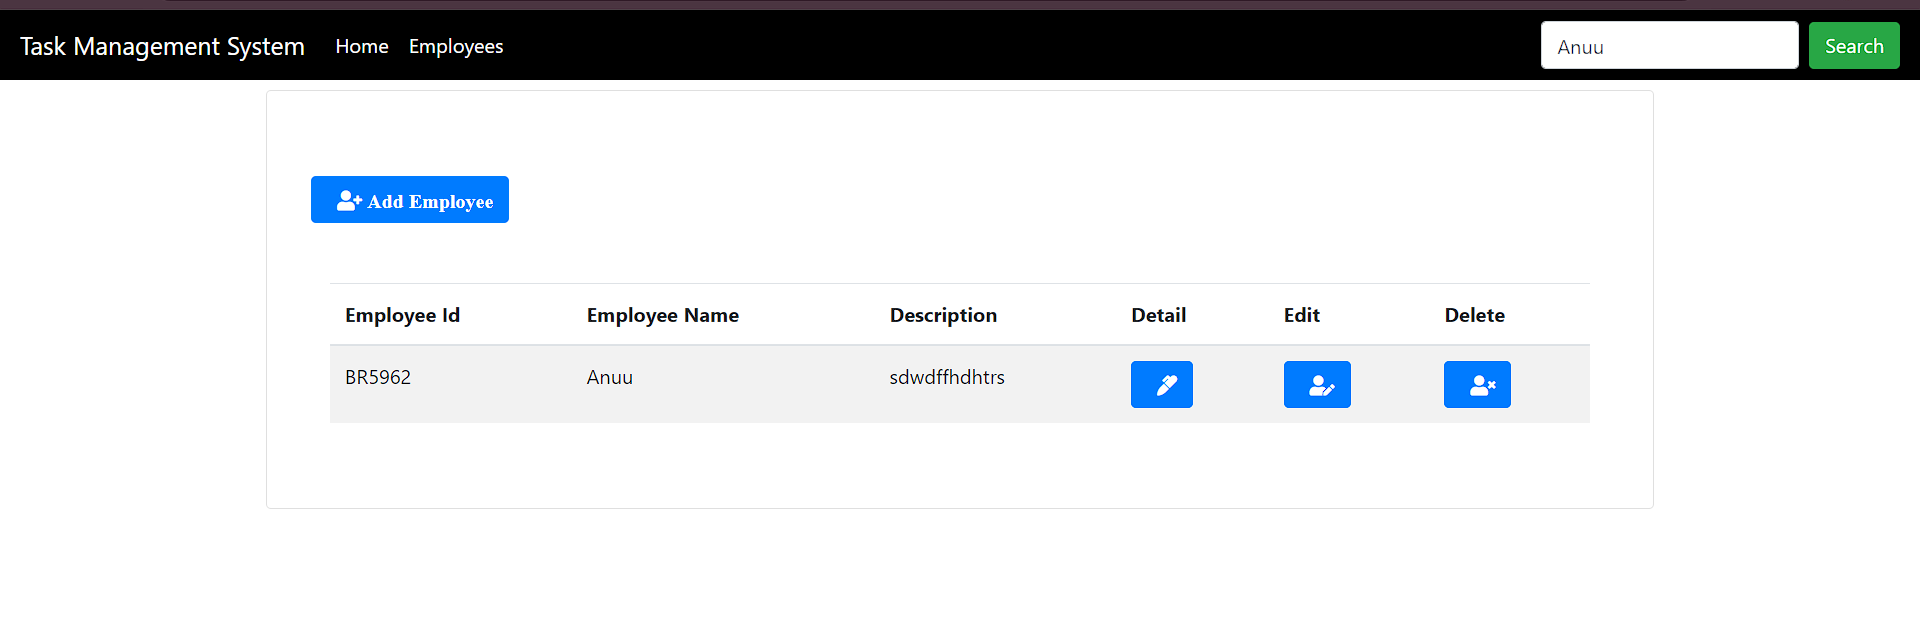 Task Management System Home Employees Anuu Search
Add Employee
Employee Id Employee Name Description Detail Edit Delete
BR5962 Anuu sdwdffhdhtrs